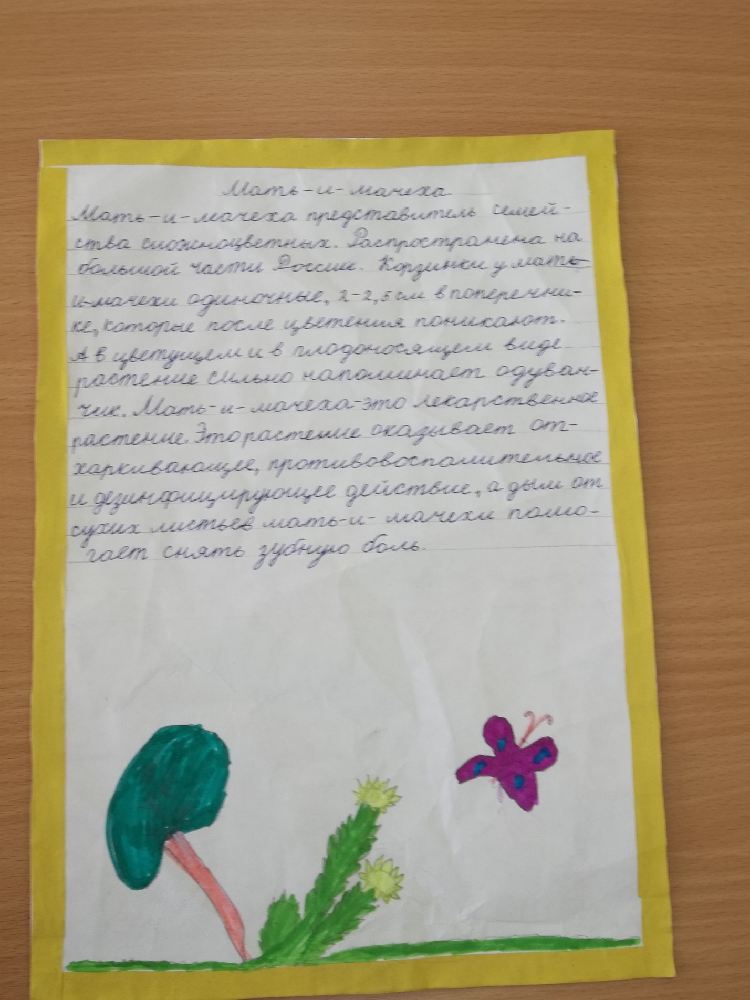 Мать-и-мачеха
Мать-и-мачеха представитель семей-
ства сложноцветных. Распространена на
большой части России. Корзинки у мать-
и-мачехи одиночные, 2-2,5 см в поперечни-
ке, которые после цветения поникают.
А в цветущем и в плодоносящем виде
растение сильно напоминает одуван-
чик. Мать-и-мачеха-это лекарственное
растение. Это растение оказывает от-
харкивающее, противовоспалительное
и дезинфицирующее действие, а дым от
сухих листьев мать-и-мачехи помо-
гает снять зубную боль.